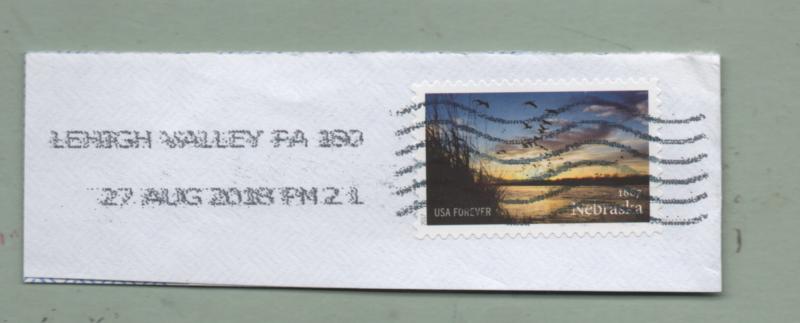 LEHIGH VALLEY PA 180
27 AUG 2018 PM 2 L
USA FOREVER
1867
Nebraska